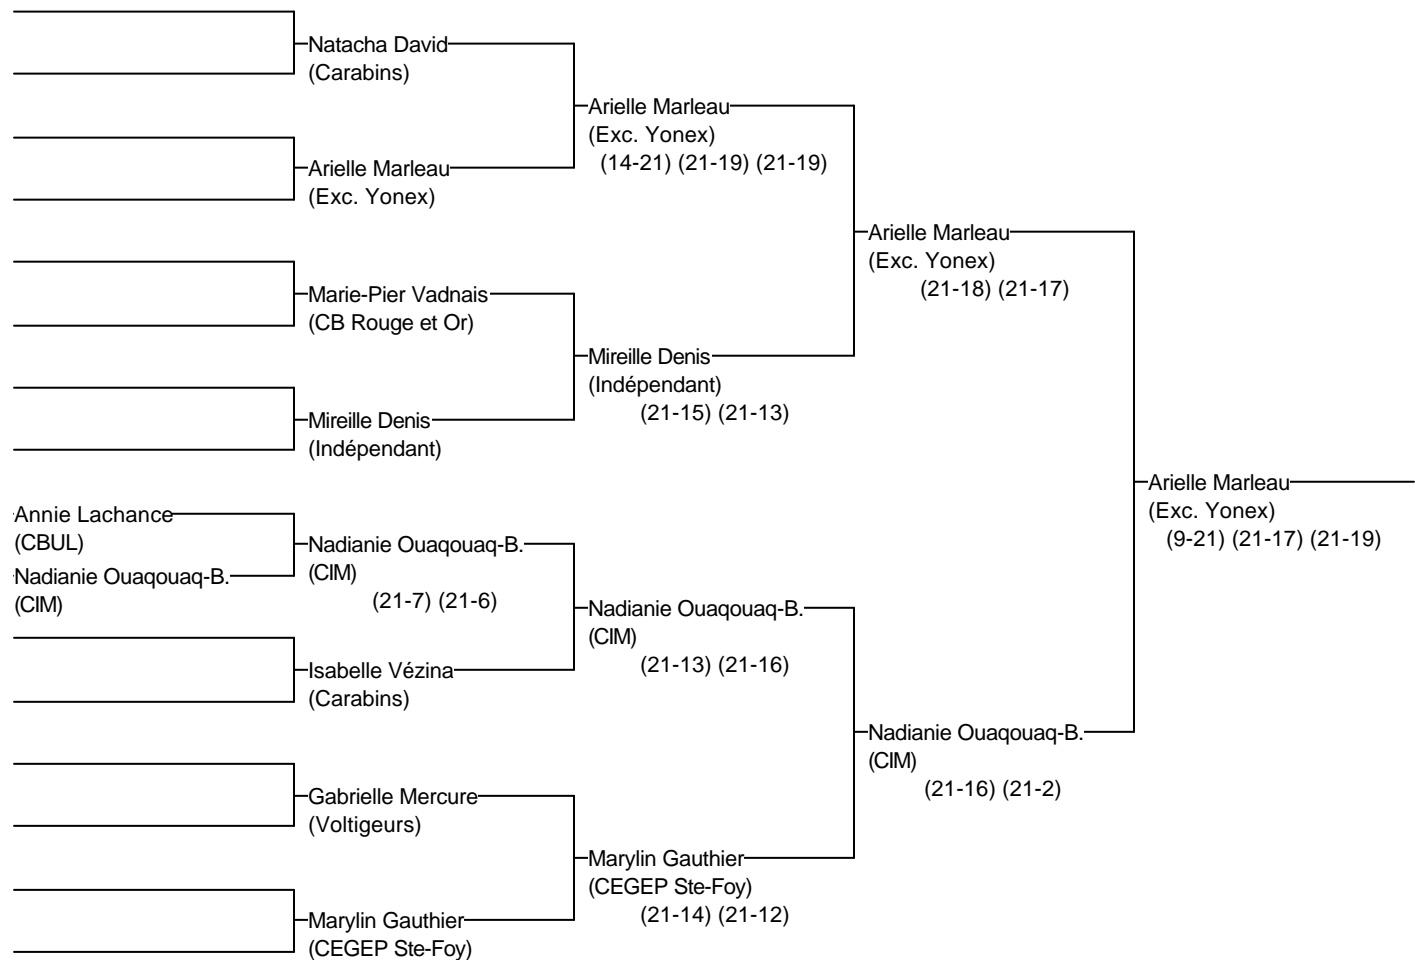 Natacha David
(Carabins)
Arielle Marleau
(Exc. Yonex)
(14-21) (21-19) (21-19)
Arielle Marleau
(Exc. Yonex)
Arielle Marleau
(Exc. Yonex)
(21-18) (21-17)
Marie-Pier Vadnais
(CB Rouge et Or)
Mireille Denis
(Indépendant)
(21-15) (21-13)
Mireille Denis
(Indépendant)
Arielle Marleau
(Exc. Yonex)
(9-21) (21-17) (21-19)
Annie Lachance
(CBUL)
Nadianie Ouaqouaq-B.
(CIM)
(21-7) (21-6)
Nadianie Ouaqouaq-B.
(CIM)
Nadianie Ouaqouaq-B.
(CIM)
(21-13) (21-16)
Isabelle Vézina
(Carabins)
Nadianie Ouaqouaq-B.
(CIM)
(21-16) (21-2)
Gabrielle Mercure
(Voltigeurs)
Marylin Gauthier
(CEGEP Ste-Foy)
(21-14) (21-12)
Marylin Gauthier
(CEGEP Ste-Foy)